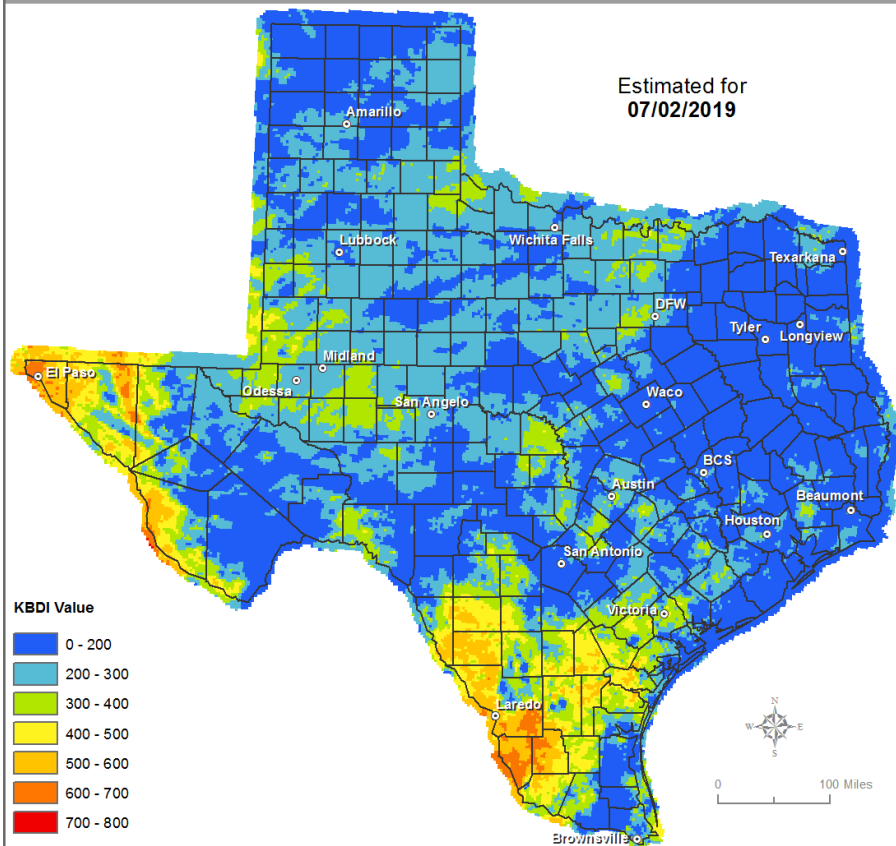 Estimated for
07/02/2019
Amarillo
Lubbock
Wichita Falls
Texarkana
DFW
Tyler
Longview
Midland
El Paso
Odessa
San Angelo
Waco
BCS
Austin
Beaumont
Houston
San Antonio
Victoria
Laredo
Brownsville
KBDI Value
0 - 200
200 - 300
300 - 400
400 - 500
500 - 600
600 - 700
700 - 800
N
W E
S
0 100 Miles